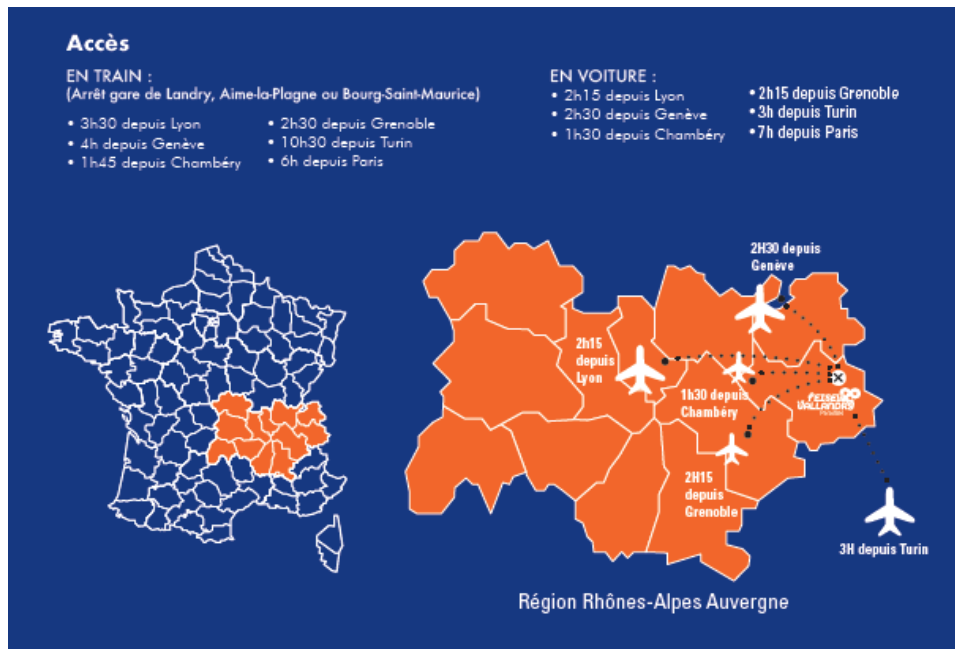 Accès
EN TRAIN :
(Arrêt gare de Landry, Aime-la-Plagne ou Bourg-Saint-Maurice)
• 3h30 depuis Lyon
• 4h depuis Genève
• 1h45 depuis Chambéry
• 2h30 depuis Grenoble
• 10h30 depuis Turin
• 6h depuis Paris
EN VOITURE :
• 2h15 depuis Lyon
• 2h30 depuis Genève
• 1h30 depuis Chambéry
• 2h15 depuis Grenoble
• 3h depuis Turin
• 7h depuis Paris
2H30 depuis
Genève
2h15
depuis
Lyon
1h30 depuis
Chambéry
PEISEY
VALLANDRY
2H15
depuis
Grenoble
3H depuis Turin
Région Rhônes-Alpes Auvergne